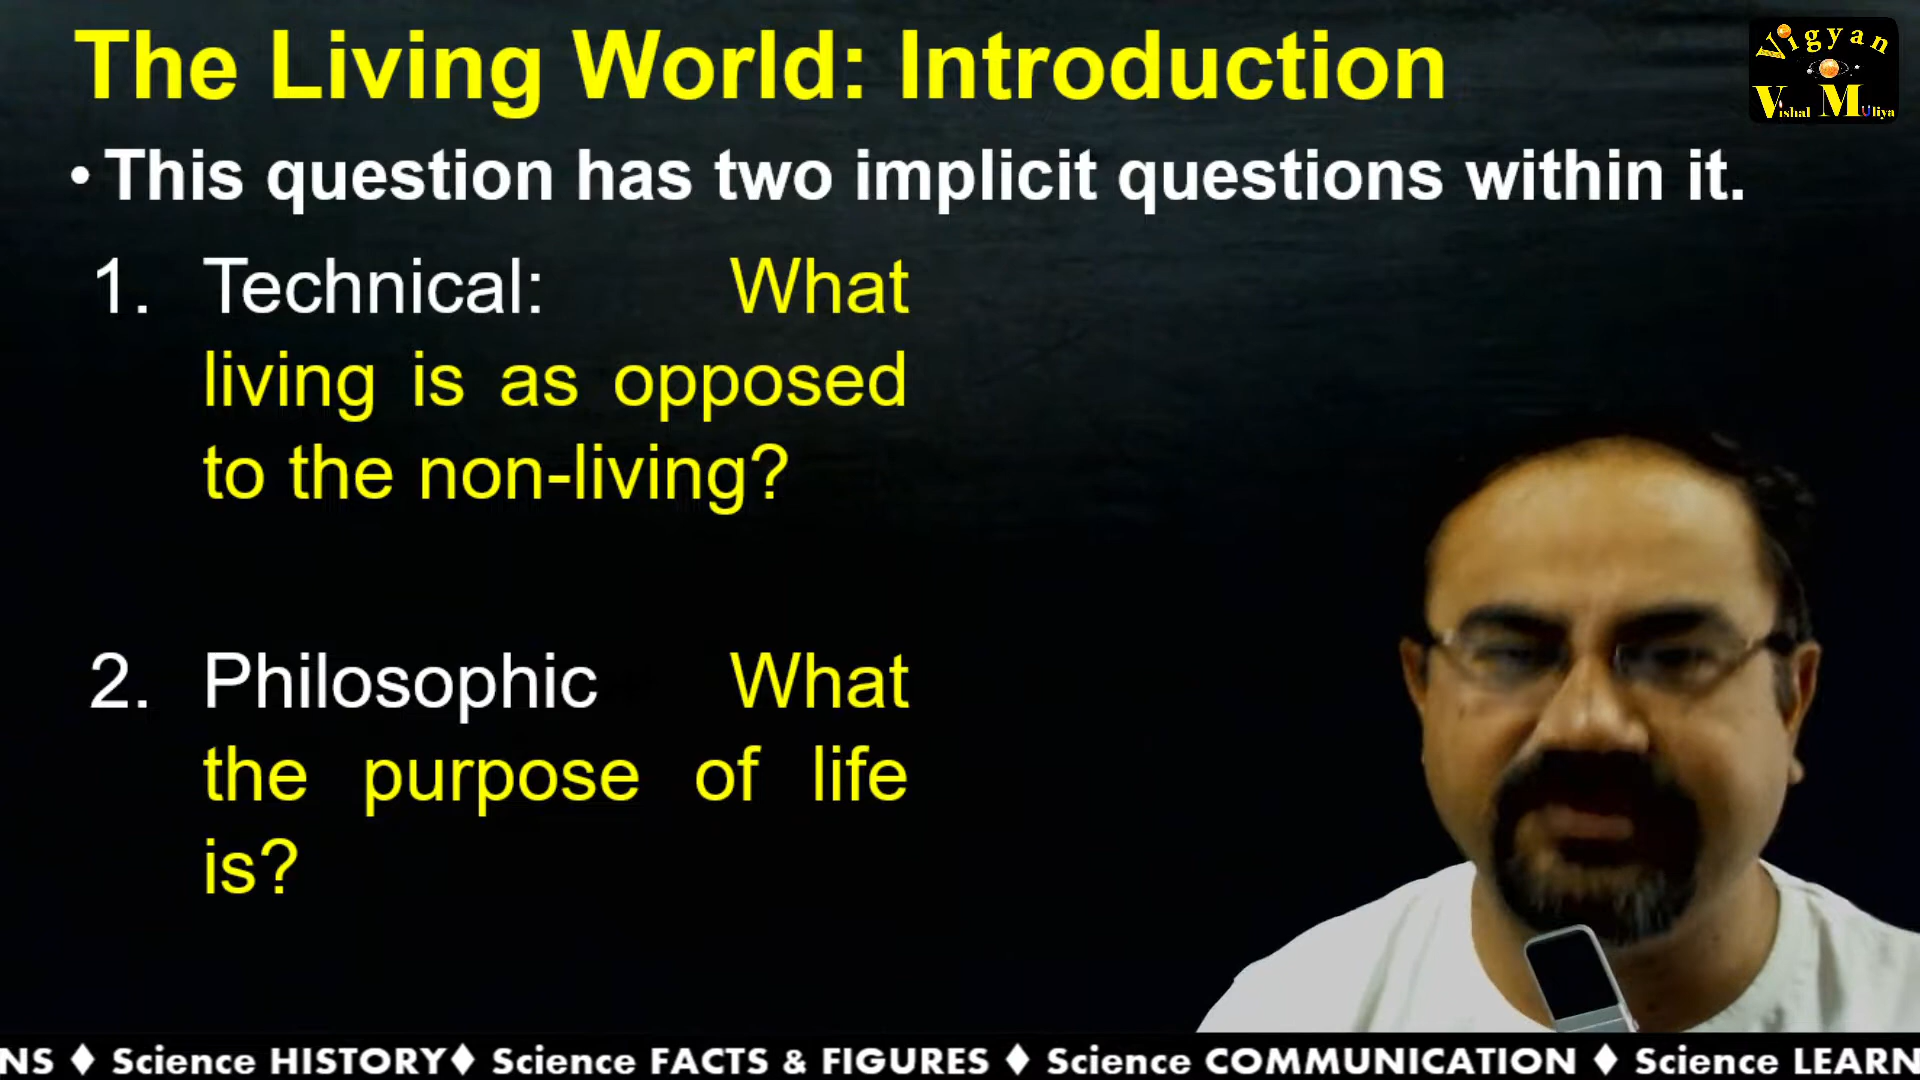 The Living World: Introduction
Vigyan
Vishal Muliya
• This question has two implicit questions within it.
1. Technical: What
living is as opposed
to the non-living?
2. Philosophic What
the purpose of life
is?
NS ♦ Science HISTORY♦ Science FACTS & FIGURES ♦ Science COMMUNICATION ♦ Science LEARN